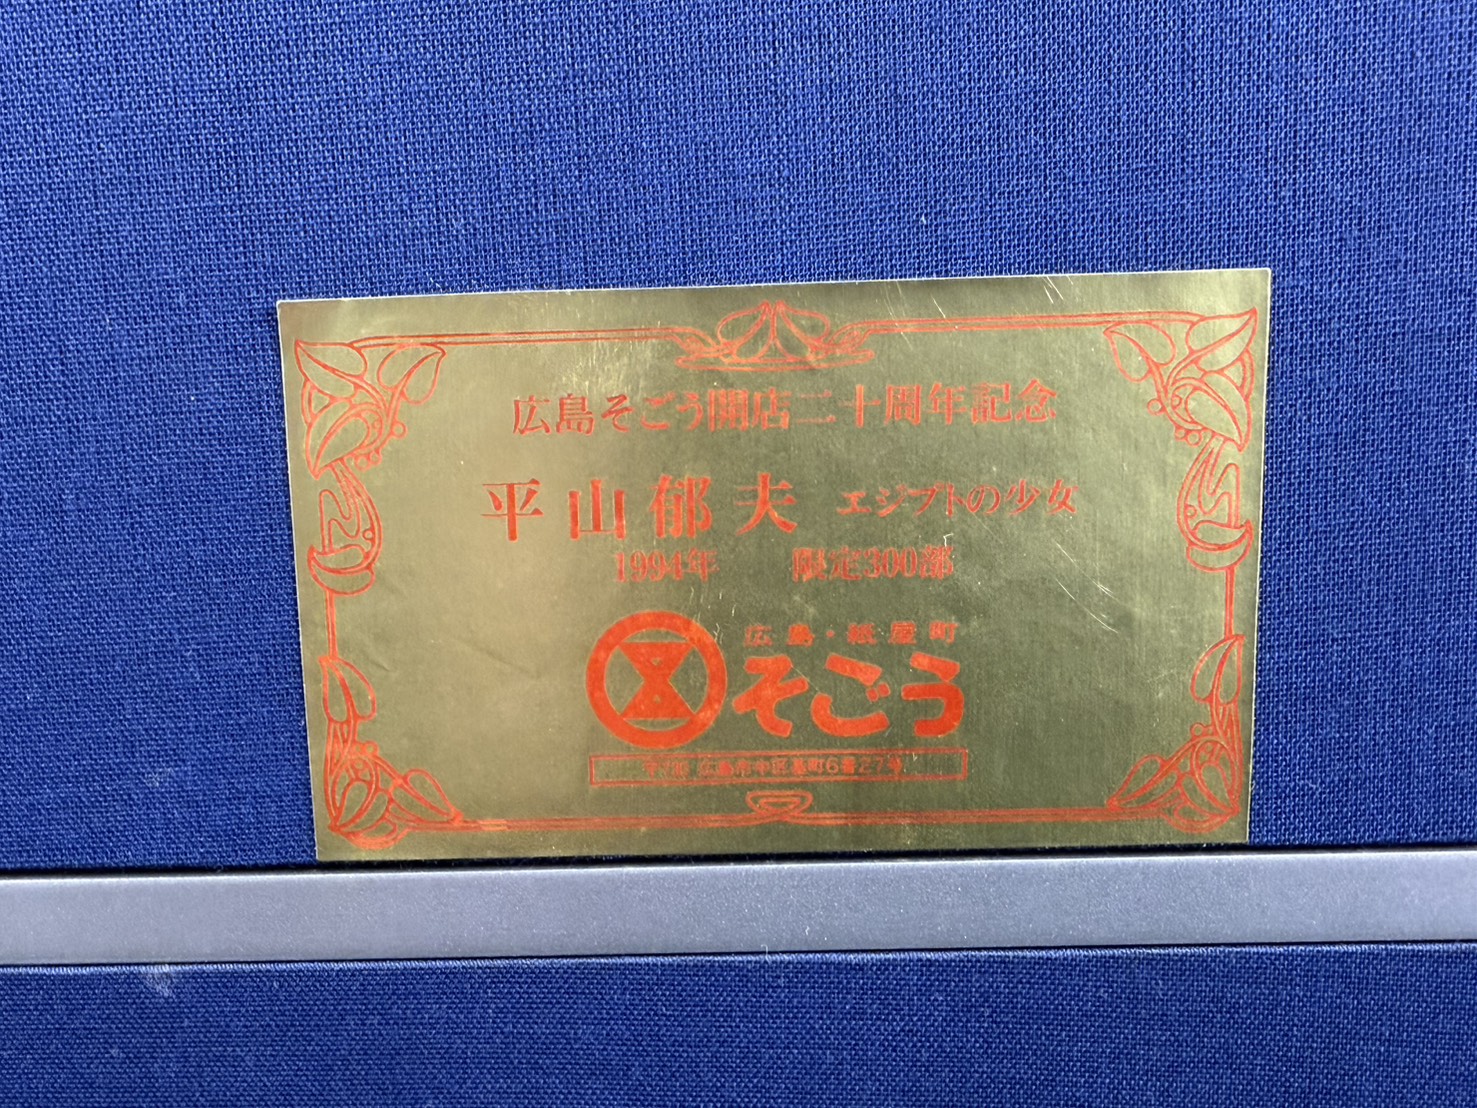 広島そごう開店二十周年記念
平山郁夫 エジプトの少女
1994年 限定300部
広島・紙屋町
そごう
広島市中区基町6番27号